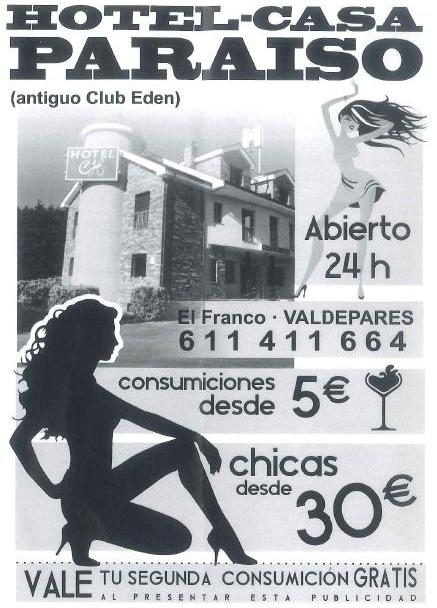 HOTEL-CASA
PARAISO
(antiguo Club Eden)
HOTEL
CH
H
Abierto
24 h
El Franco · VALDEPARES
611 411 664
consumiciones
desde 5€
chicas
desde 30€
VALE TU SEGUNDA CONSUMICIÓN GRATIS
AL PRESENTAR ESTA PUBLICIDAD